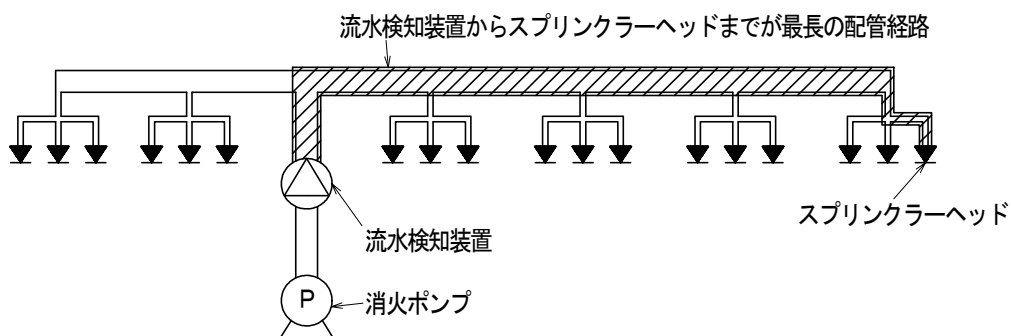 流水検知装置からスプリンクラーヘッドまでが最長の配管経路
スプリンクラーヘッド
流水検知装置
P
消火ポンプ